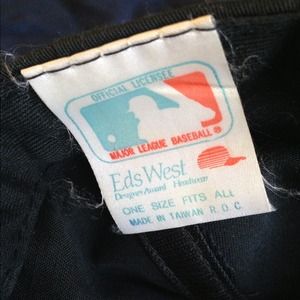 OFFICIAL LICENSEE
MAJOR LEAGUE BASEBALL ®
Eds West
Designer Award Headwear
ONE SIZE FITS ALL
MADE IN TAIWAN R.O.C.